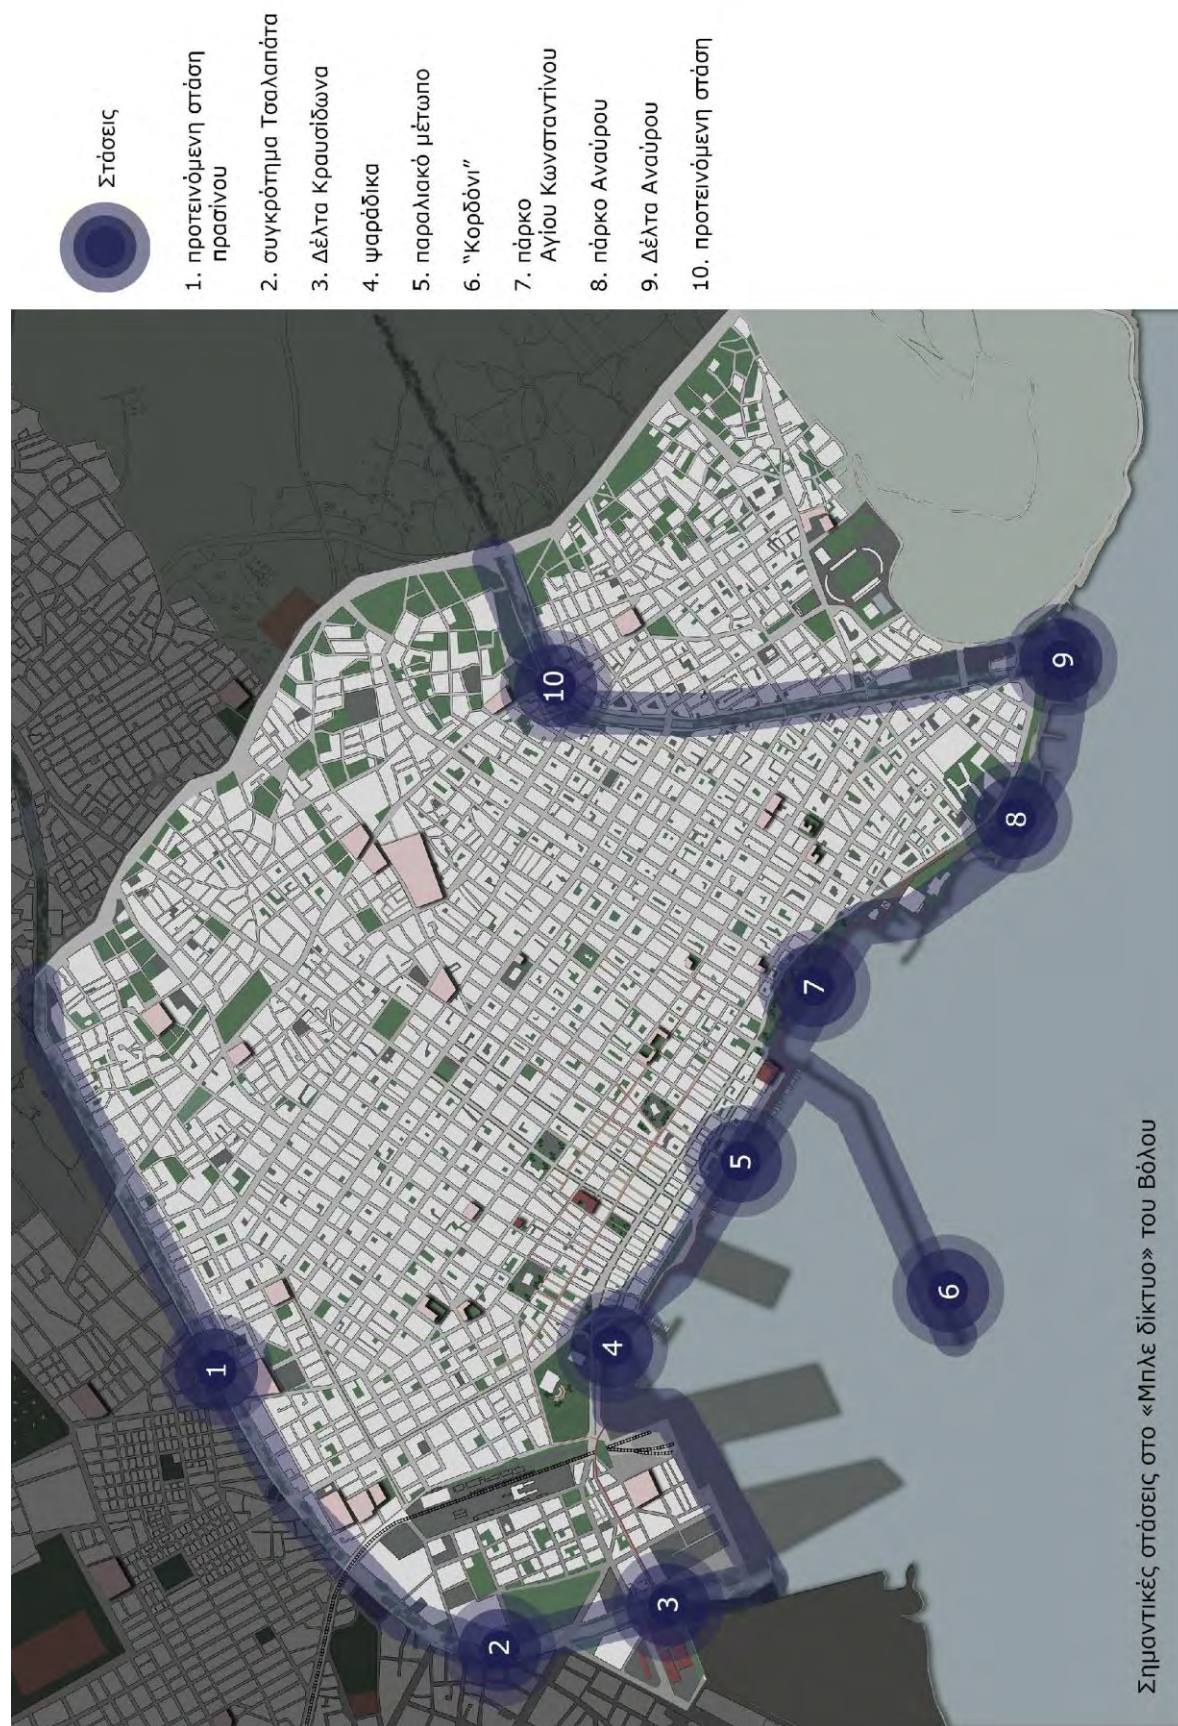 Στάσεις
1. προτεινόμενη στάση
πρασίνου
2. συγκρότημα Τσαλαπάτα
3. Δέλτα Κραυσίδωνα
4. ψαράδικα
5. παραλιακό μέτωπο
6. “Κορδόνι”
7. πάρκο
Αγίου Κωνσταντίνου
8. πάρκο Αναύρου
9. Δέλτα Αναύρου
10. προτεινόμενη στάση
1
2
3
4
5
6
7
8
9
10
Σημαντικές στάσεις στο «Μπλε δίκτυο» του Βόλου